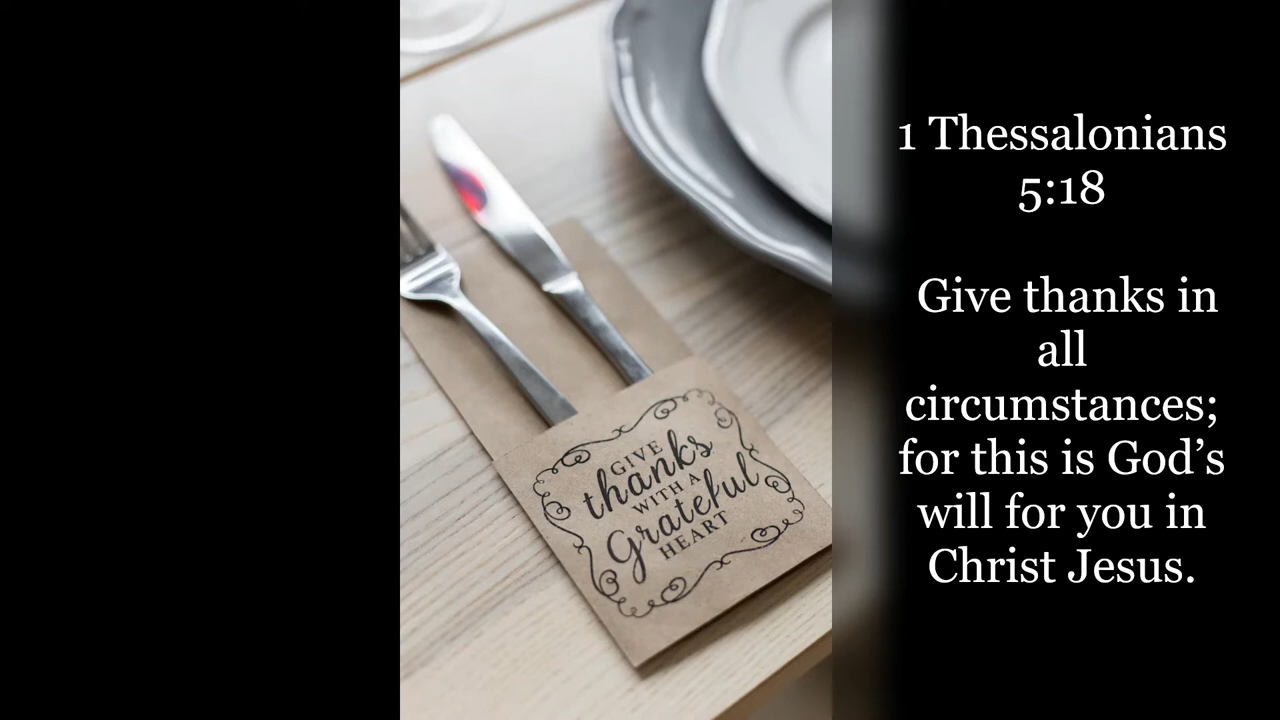 GIVE
thanks
WITH A
Grateful
HEART
1 Thessalonians
5:18
Give thanks in
all
circumstances;
for this is God’s
will for you in
Christ Jesus.